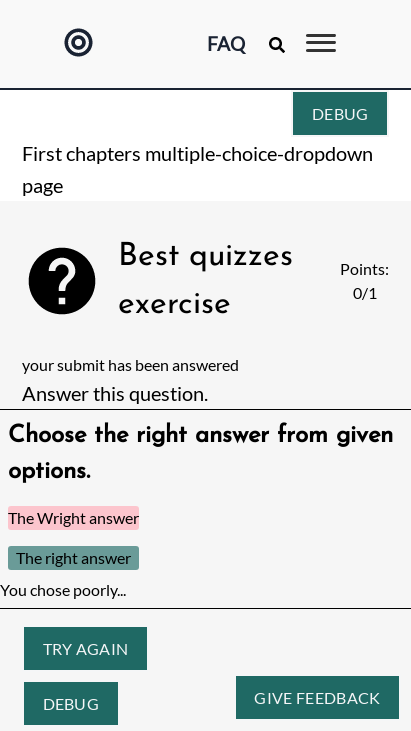 FAQ
DEBUG
First chapters multiple-choice-dropdown
page
Best quizzes
exercise
Points:
0/1
your submit has been answered
Answer this question.
Choose the right answer from given
options.
The Wright answer
The right answer
You chose poorly...
TRY AGAIN
DEBUG
GIVE FEEDBACK